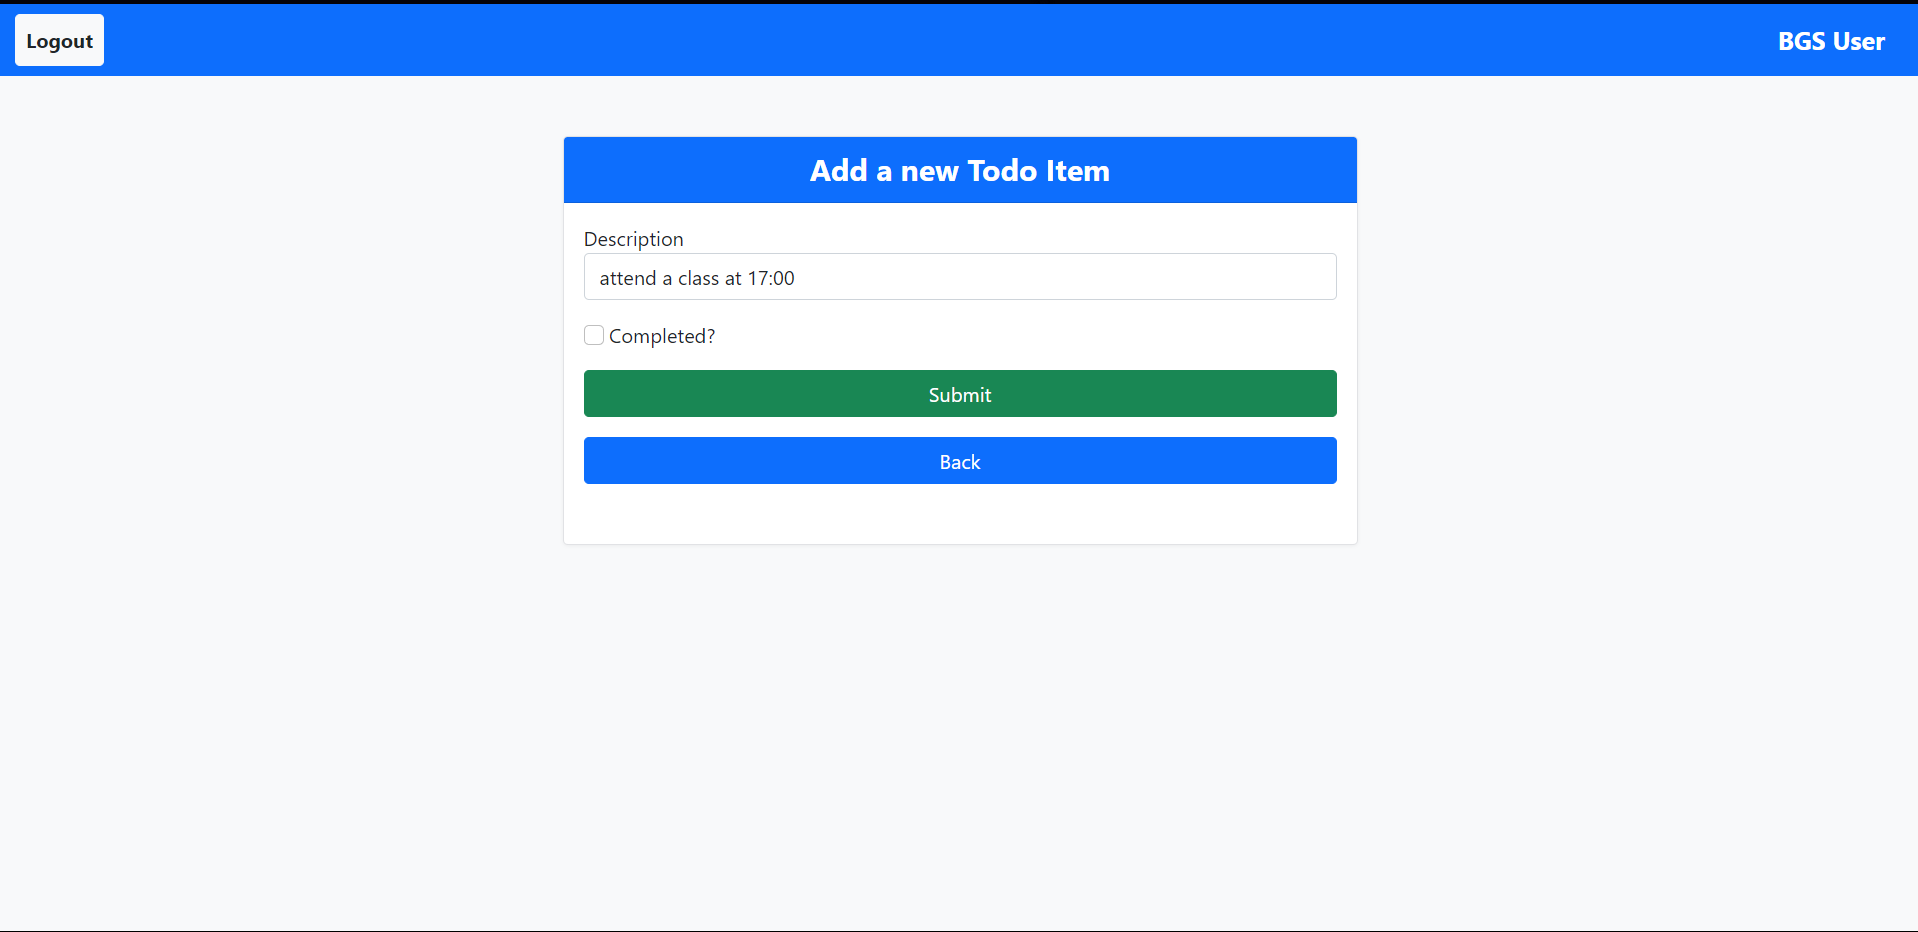 Logout
BGS User
Add a new Todo Item
Description
attend a class at 17:00
Completed?
Submit
Back